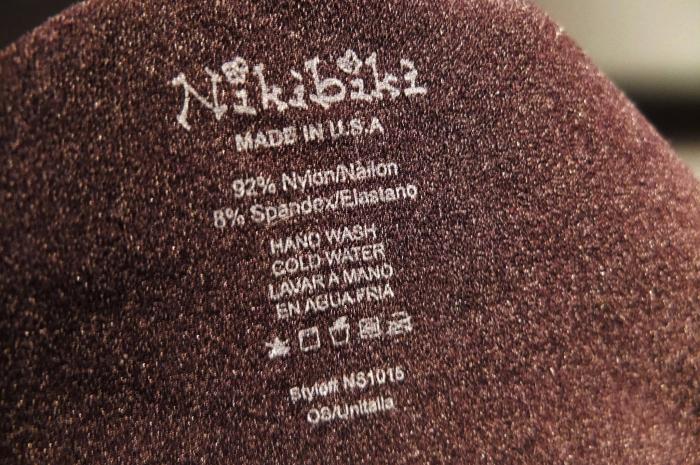 Nikibiki
MADE IN U.S.A
92% Nylon/Nàilon
8% Spandex/Elastano
HAND WASH
COLD WATER
LAVAR A MANO
EN AGUA FRIA
Style# NS1015
OS/Unitalla